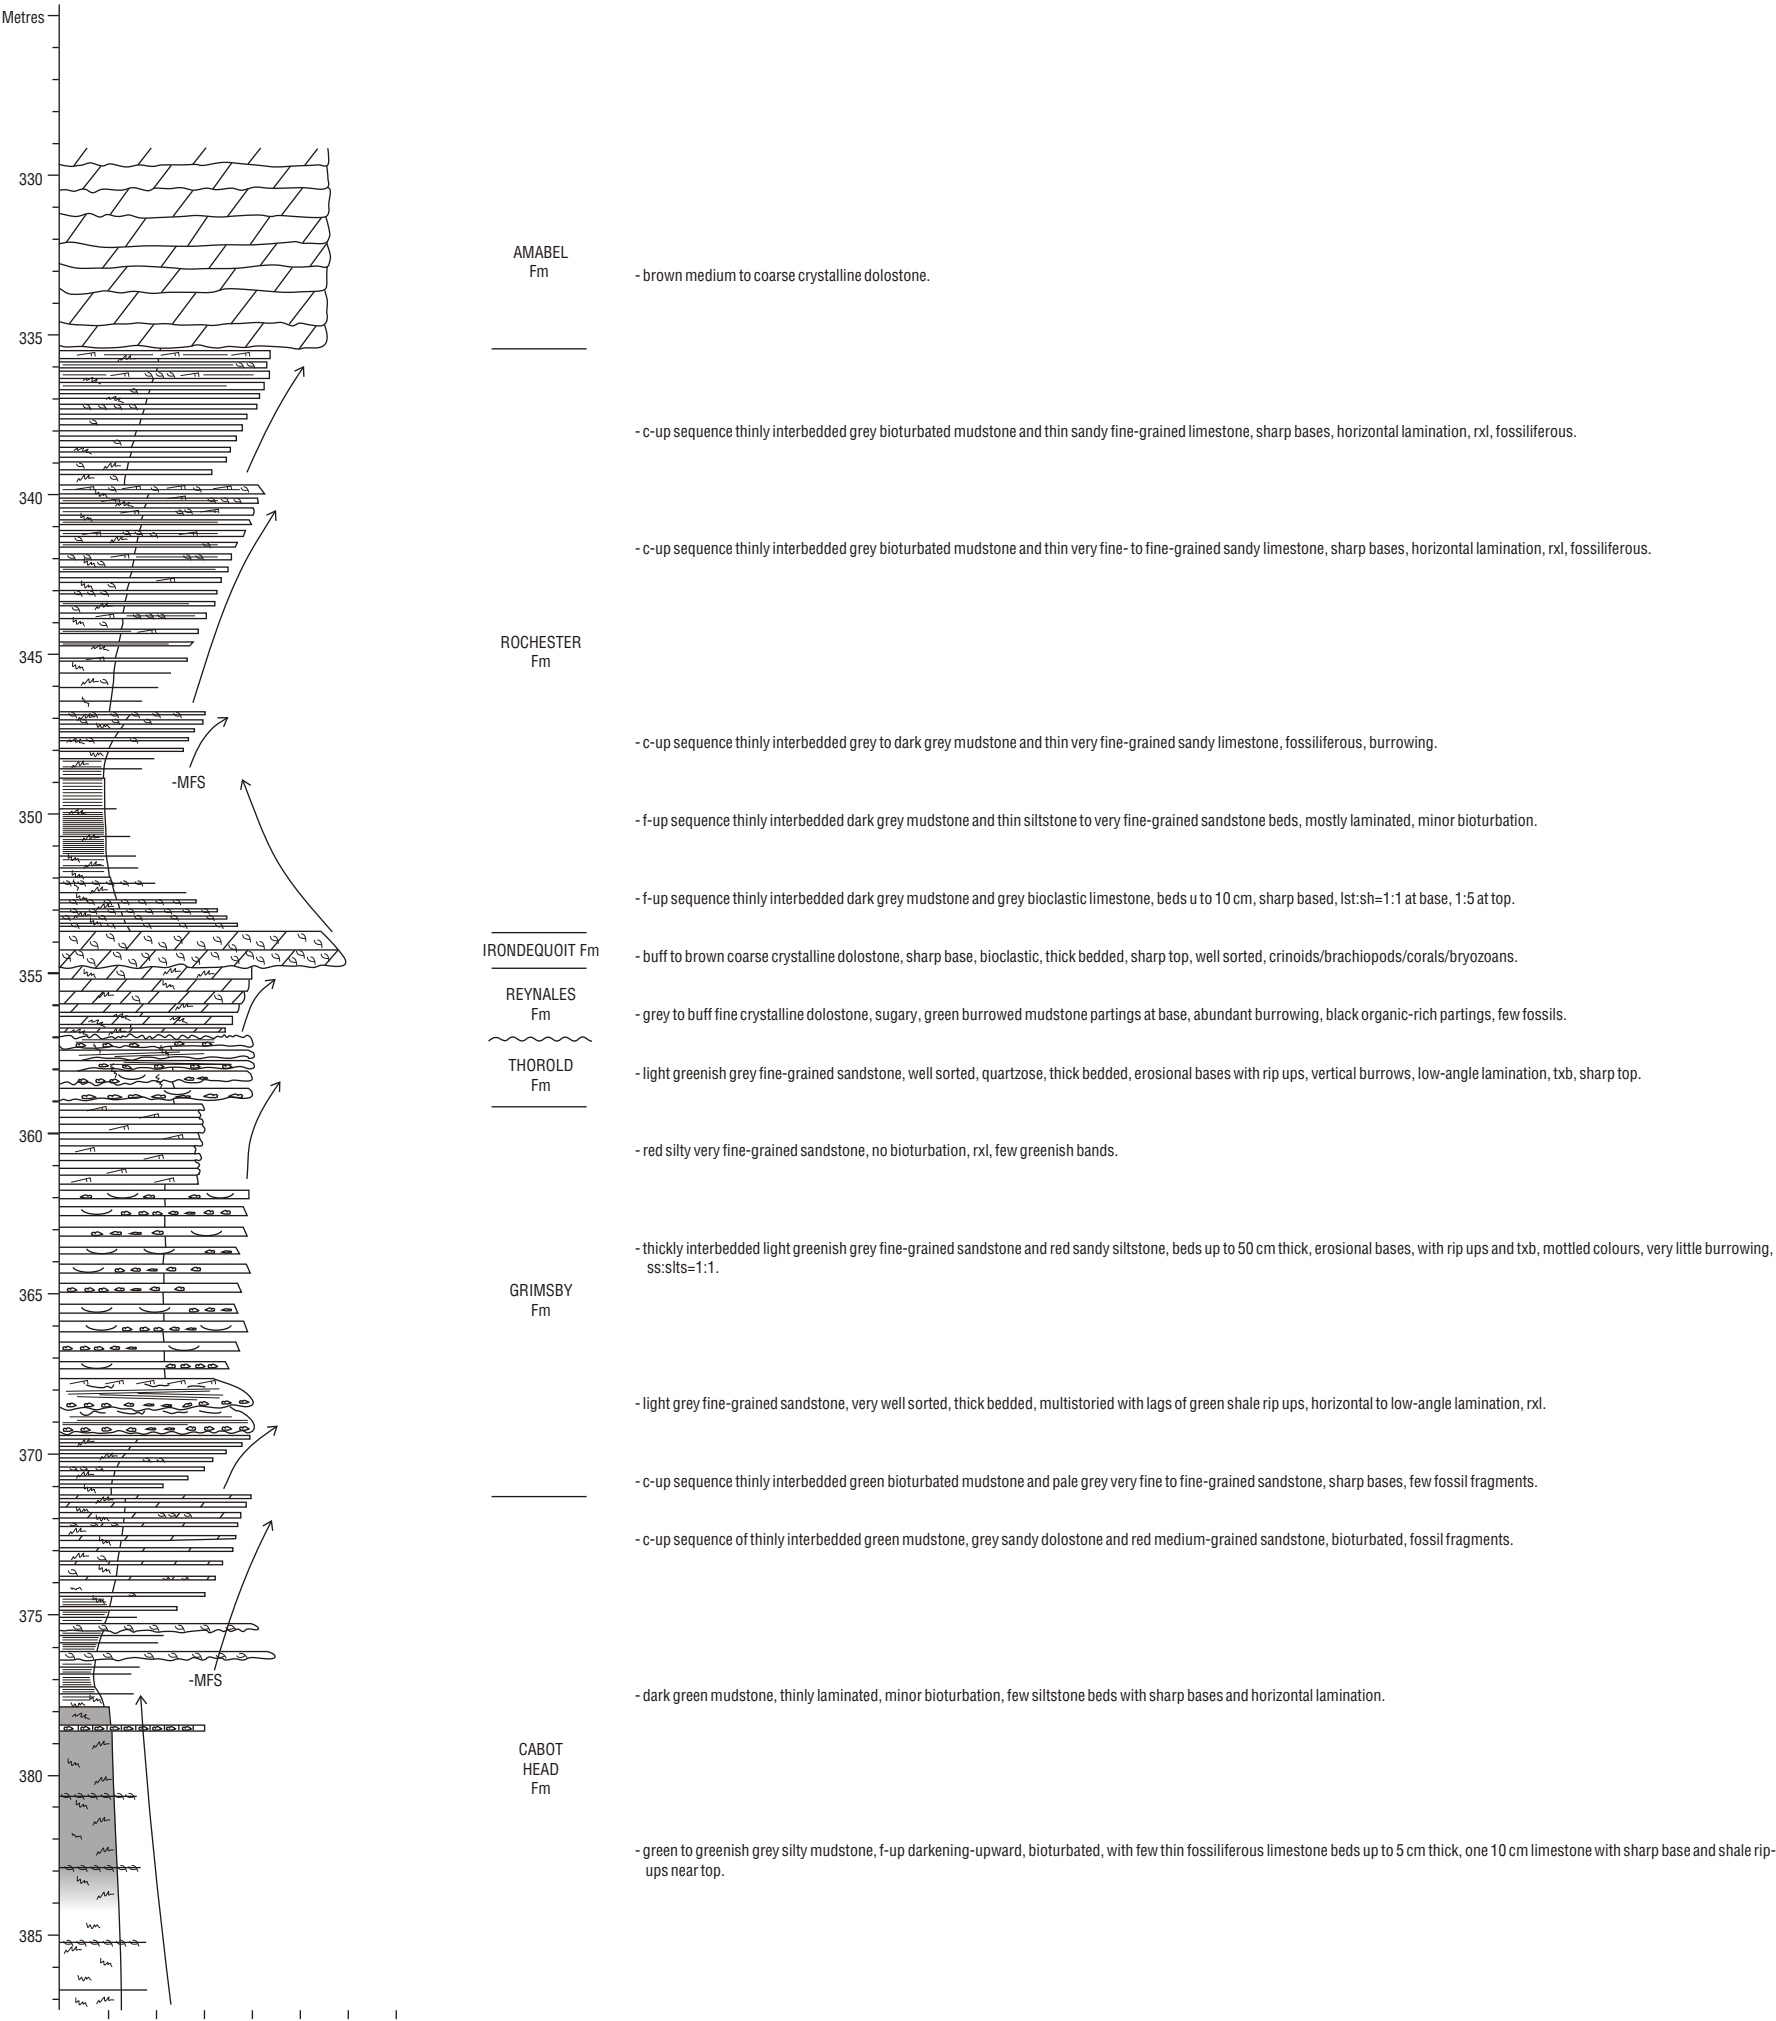 Metres
330
AMABEL
Fm
- brown medium to coarse crystalline dolostone.
335
- c-up sequence thinly interbedded grey bioturbated mudstone and thin sandy fine-grained limestone, sharp bases, horizontal lamination, rxl, fossiliferous.
340
- c-up sequence thinly interbedded grey bioturbated mudstone and thin very fine- to fine-grained sandy limestone, sharp bases, horizontal lamination, rxl, fossiliferous.
ROCHESTER
Fm
345
- c-up sequence thinly interbedded grey to dark grey mudstone and thin very fine-grained sandy limestone, fossiliferous, burrowing.
-MFS
350
- f-up sequence thinly interbedded dark grey mudstone and thin siltstone to very fine-grained sandstone beds, mostly laminated, minor bioturbation.
- f-up sequence thinly interbedded dark grey mudstone and grey bioclastic limestone, beds u to 10 cm, sharp based, lst:sh=1:1 at base, 1:5 at top.
IRONDEQUOIT Fm
- buff to brown coarse crystalline dolostone, sharp base, bioclastic, thick bedded, sharp top, well sorted, crinoids/brachiopods/corals/bryozoans.
355
REYNALES
Fm
- grey to buff fine crystalline dolostone, sugary, green burrowed mudstone partings at base, abundant burrowing, black organic-rich partings, few fossils.
THOROLD
Fm
- light greenish grey fine-grained sandstone, well sorted, quartzose, thick bedded, erosional bases with rip ups, vertical burrows, low-angle lamination, txb, sharp top.
360
- red silty very fine-grained sandstone, no bioturbation, rxl, few greenish bands.
- thickly interbedded light greenish grey fine-grained sandstone and red sandy siltstone, beds up to 50 cm thick, erosional bases, with rip ups and txb, mottled colours, very little burrowing,
ss:slts=1:1.
365
GRIMSBY
Fm
- light grey fine-grained sandstone, very well sorted, thick bedded, multistoried with lags of green shale rip ups, horizontal to low-angle lamination, rxl.
370
- c-up sequence thinly interbedded green bioturbated mudstone and pale grey very fine to fine-grained sandstone, sharp bases, few fossil fragments.
- c-up sequence of thinly interbedded green mudstone, grey sandy dolostone and red medium-grained sandstone, bioturbated, fossil fragments.
375
-MFS
- dark green mudstone, thinly laminated, minor bioturbation, few siltstone beds with sharp bases and horizontal lamination.
CABOT
HEAD
Fm
380
- green to greenish grey silty mudstone, f-up darkening-upward, bioturbated, with few thin fossiliferous limestone beds up to 5 cm thick, one 10 cm limestone with sharp base and shale rip-
ups near top.
385